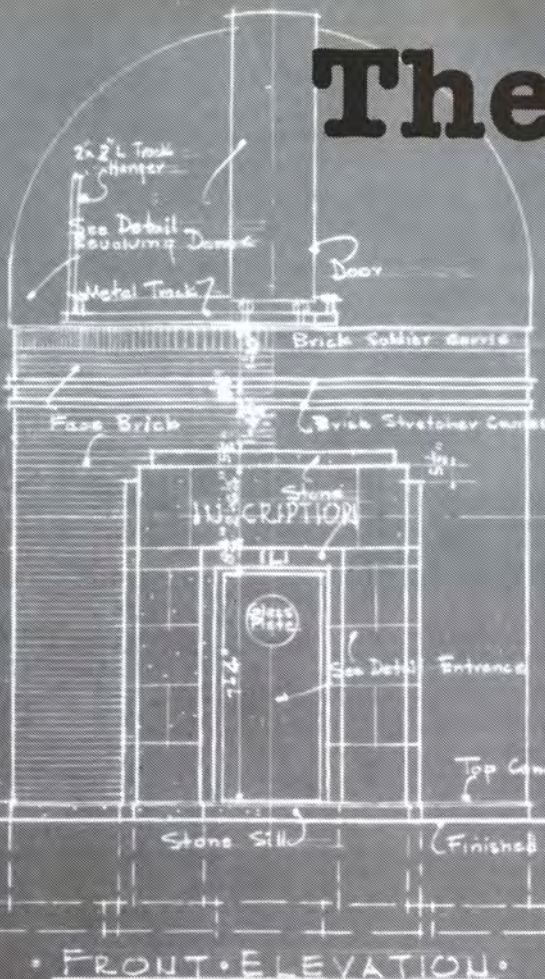 The
2"x 2" L Track
Hanger
See Detail
Revolving Dome
Door
Metal Track
Brick Soldier Course
Face Brick
Brick Stretcher Course
Stone
INSCRIPTION
Glass
Plate
See Detail Entrance
Top Con
Stone Sill
Finished
· FRONT · ELEVATION ·